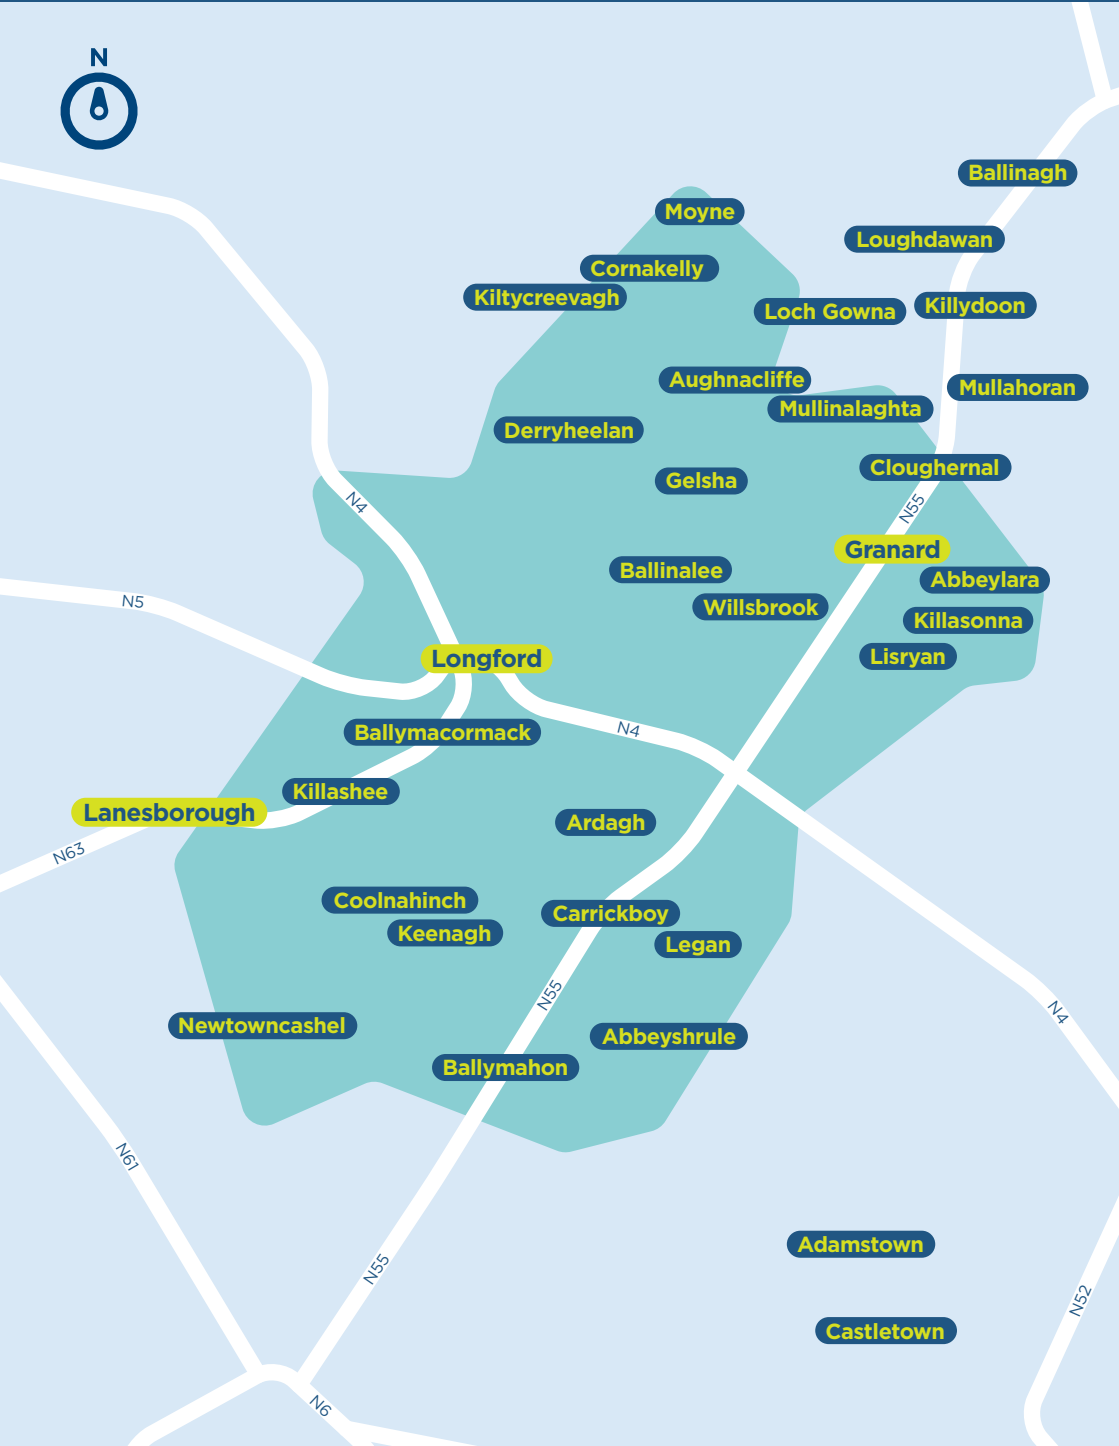 N
Ballinagh
Moyne
Loughdawan
Cornakelly
Kiltycreevagh
Loch Gowna
Killydoon
Aughnacliffe
Mullahoran
Mullinalaghta
Derryheelan
Cloughernal
Gelsha
N4
N55
Granard
Ballinalee
Abbeylara
N5
Willsbrook
Killasonna
Longford
Lisryan
N4
Ballymacormack
Killashee
Lanesborough
Ardagh
N63
Coolnahinch
Carrickboy
Keenagh
Legan
N55
N4
Newtowncashel
Abbeyshrule
Ballymahon
N61
Adamstown
N55
N52
Castletown
N6